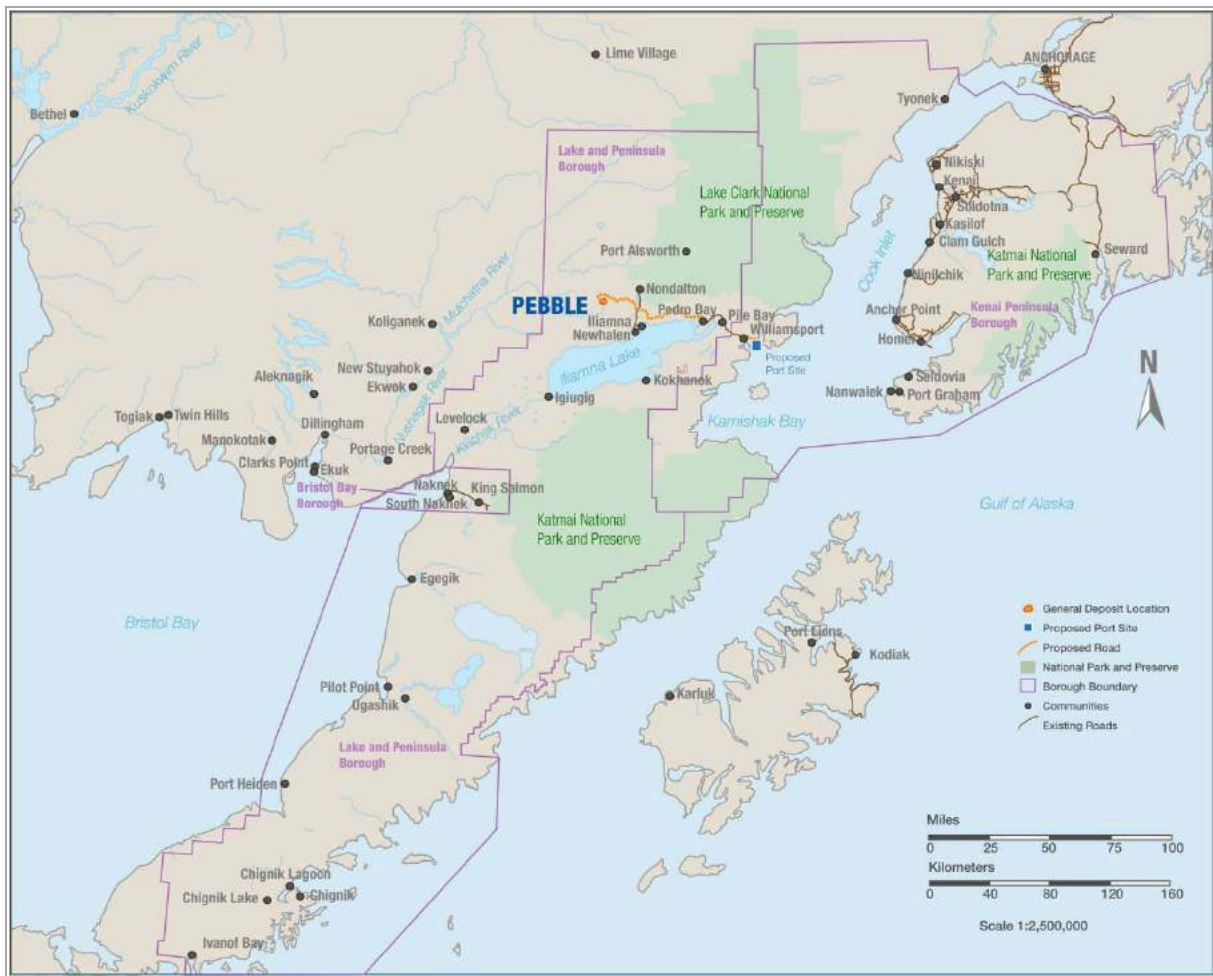 Lime Village
ANCHORAGE
Kuskokwim River
Bethel
Tyonek
Lake and Peninsula
Borough
Nikiski
Kenai
Soldotna
Lake Clark National
Park and Preserve
Kasilof
Clam Gulch
Cook Inlet
Port Alsworth
Katmai National
Park and Preserve
Seward
Mulchatna River
Nondalton
Ninilchik
PEBBLE
Pedro Bay
Pile Bay
Anchor Point
Kenai Peninsula
Borough
Koliganek
Iliamna
Newhalen
Williamsport
Homer
Proposed
Port Site
Iliamna Lake
N
New Stuyahok
Aleknagik
Ekwok
Kokhanok
Seldovia
Nanwalek
Port Graham
Igiugig
Nushagak River
Togiak
Twin Hills
Levelock
Kamishak Bay
Dillingham
Manokotak
Kvichak River
Portage Creek
Clarks Point
Ekuk
Bristol Bay
Borough
Naknek
King Salmon
South Naknek
Gulf of Alaska
Katmai National
Park and Preserve
Egegik
Bristol Bay
General Deposit Location
Proposed Port Site
Proposed Road
National Park and Preserve
Borough Boundary
Communities
Existing Roads
Port Lions
Kodiak
Pilot Point
Ugashik
Karluk
Lake and Peninsula
Borough
Port Heiden
Miles
0 25 50 75 100
Kilometers
0 40 80 120 160
Scale 1:2,500,000
Chignik Lagoon
Chignik Lake
Chignik
Ivanof Bay